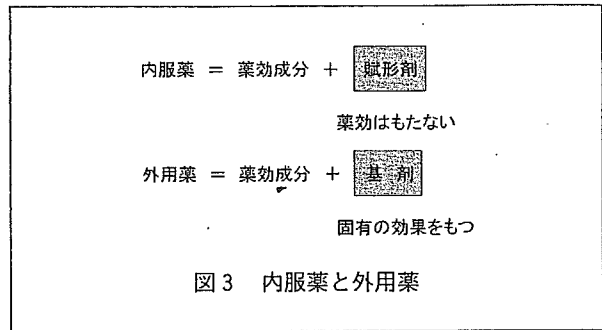 内服薬 = 薬効成分 + 賦形剤
薬効はもたない
外用薬 = 薬効成分 + 基剤
固有の効果をもつ
図3 内服薬と外用薬